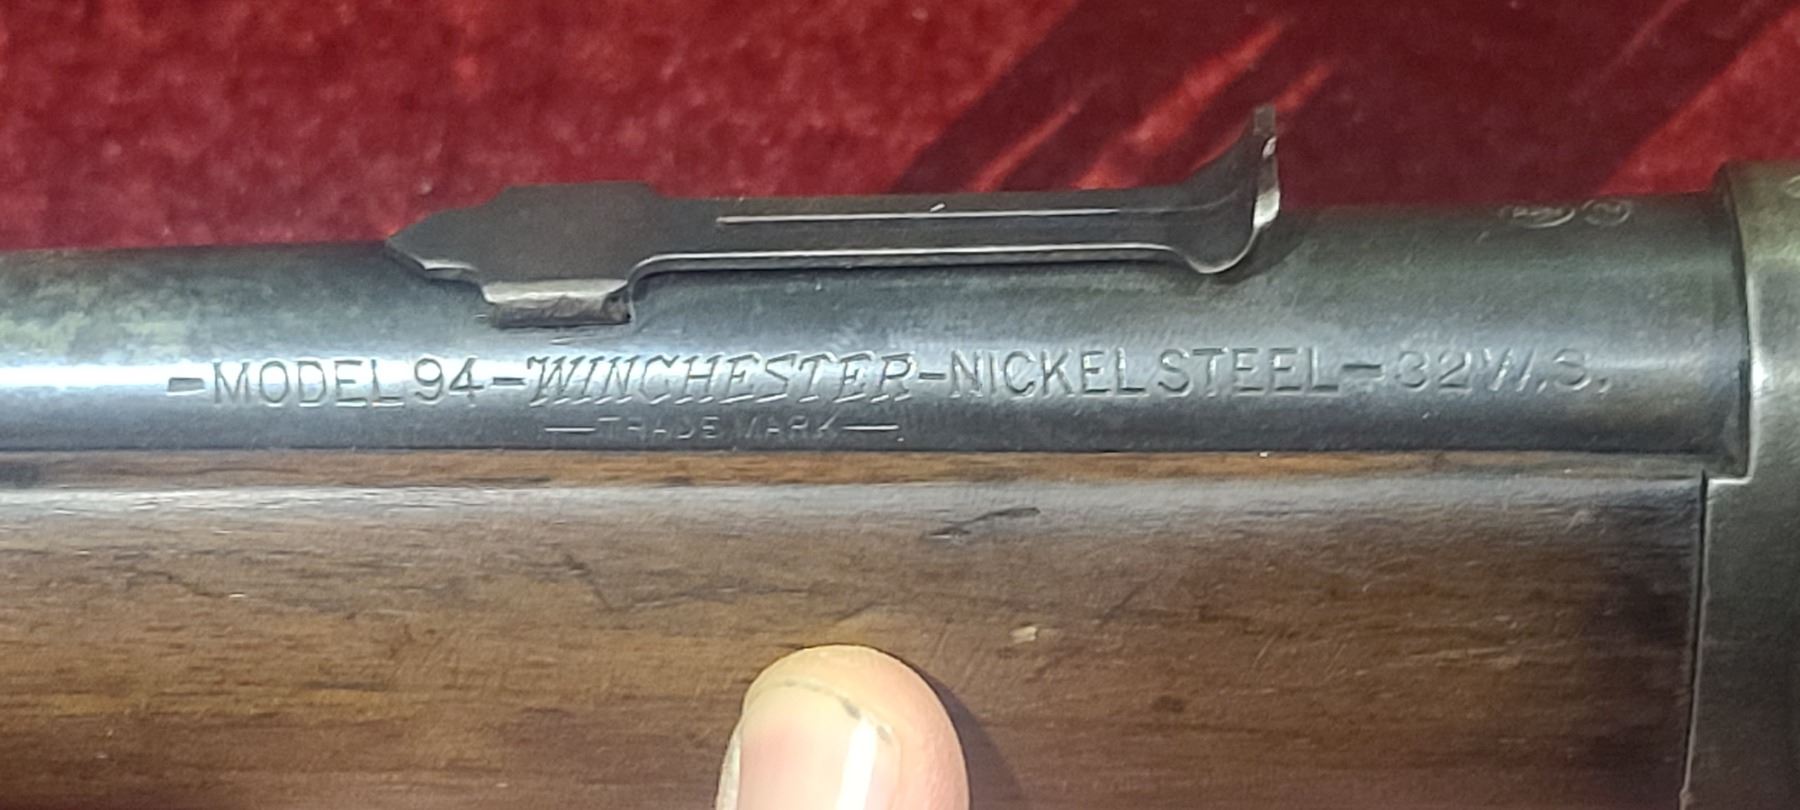 -MODEL 94-WINCHESTER-NICKEL STEEL-32 W.S.
—TRADE MARK—